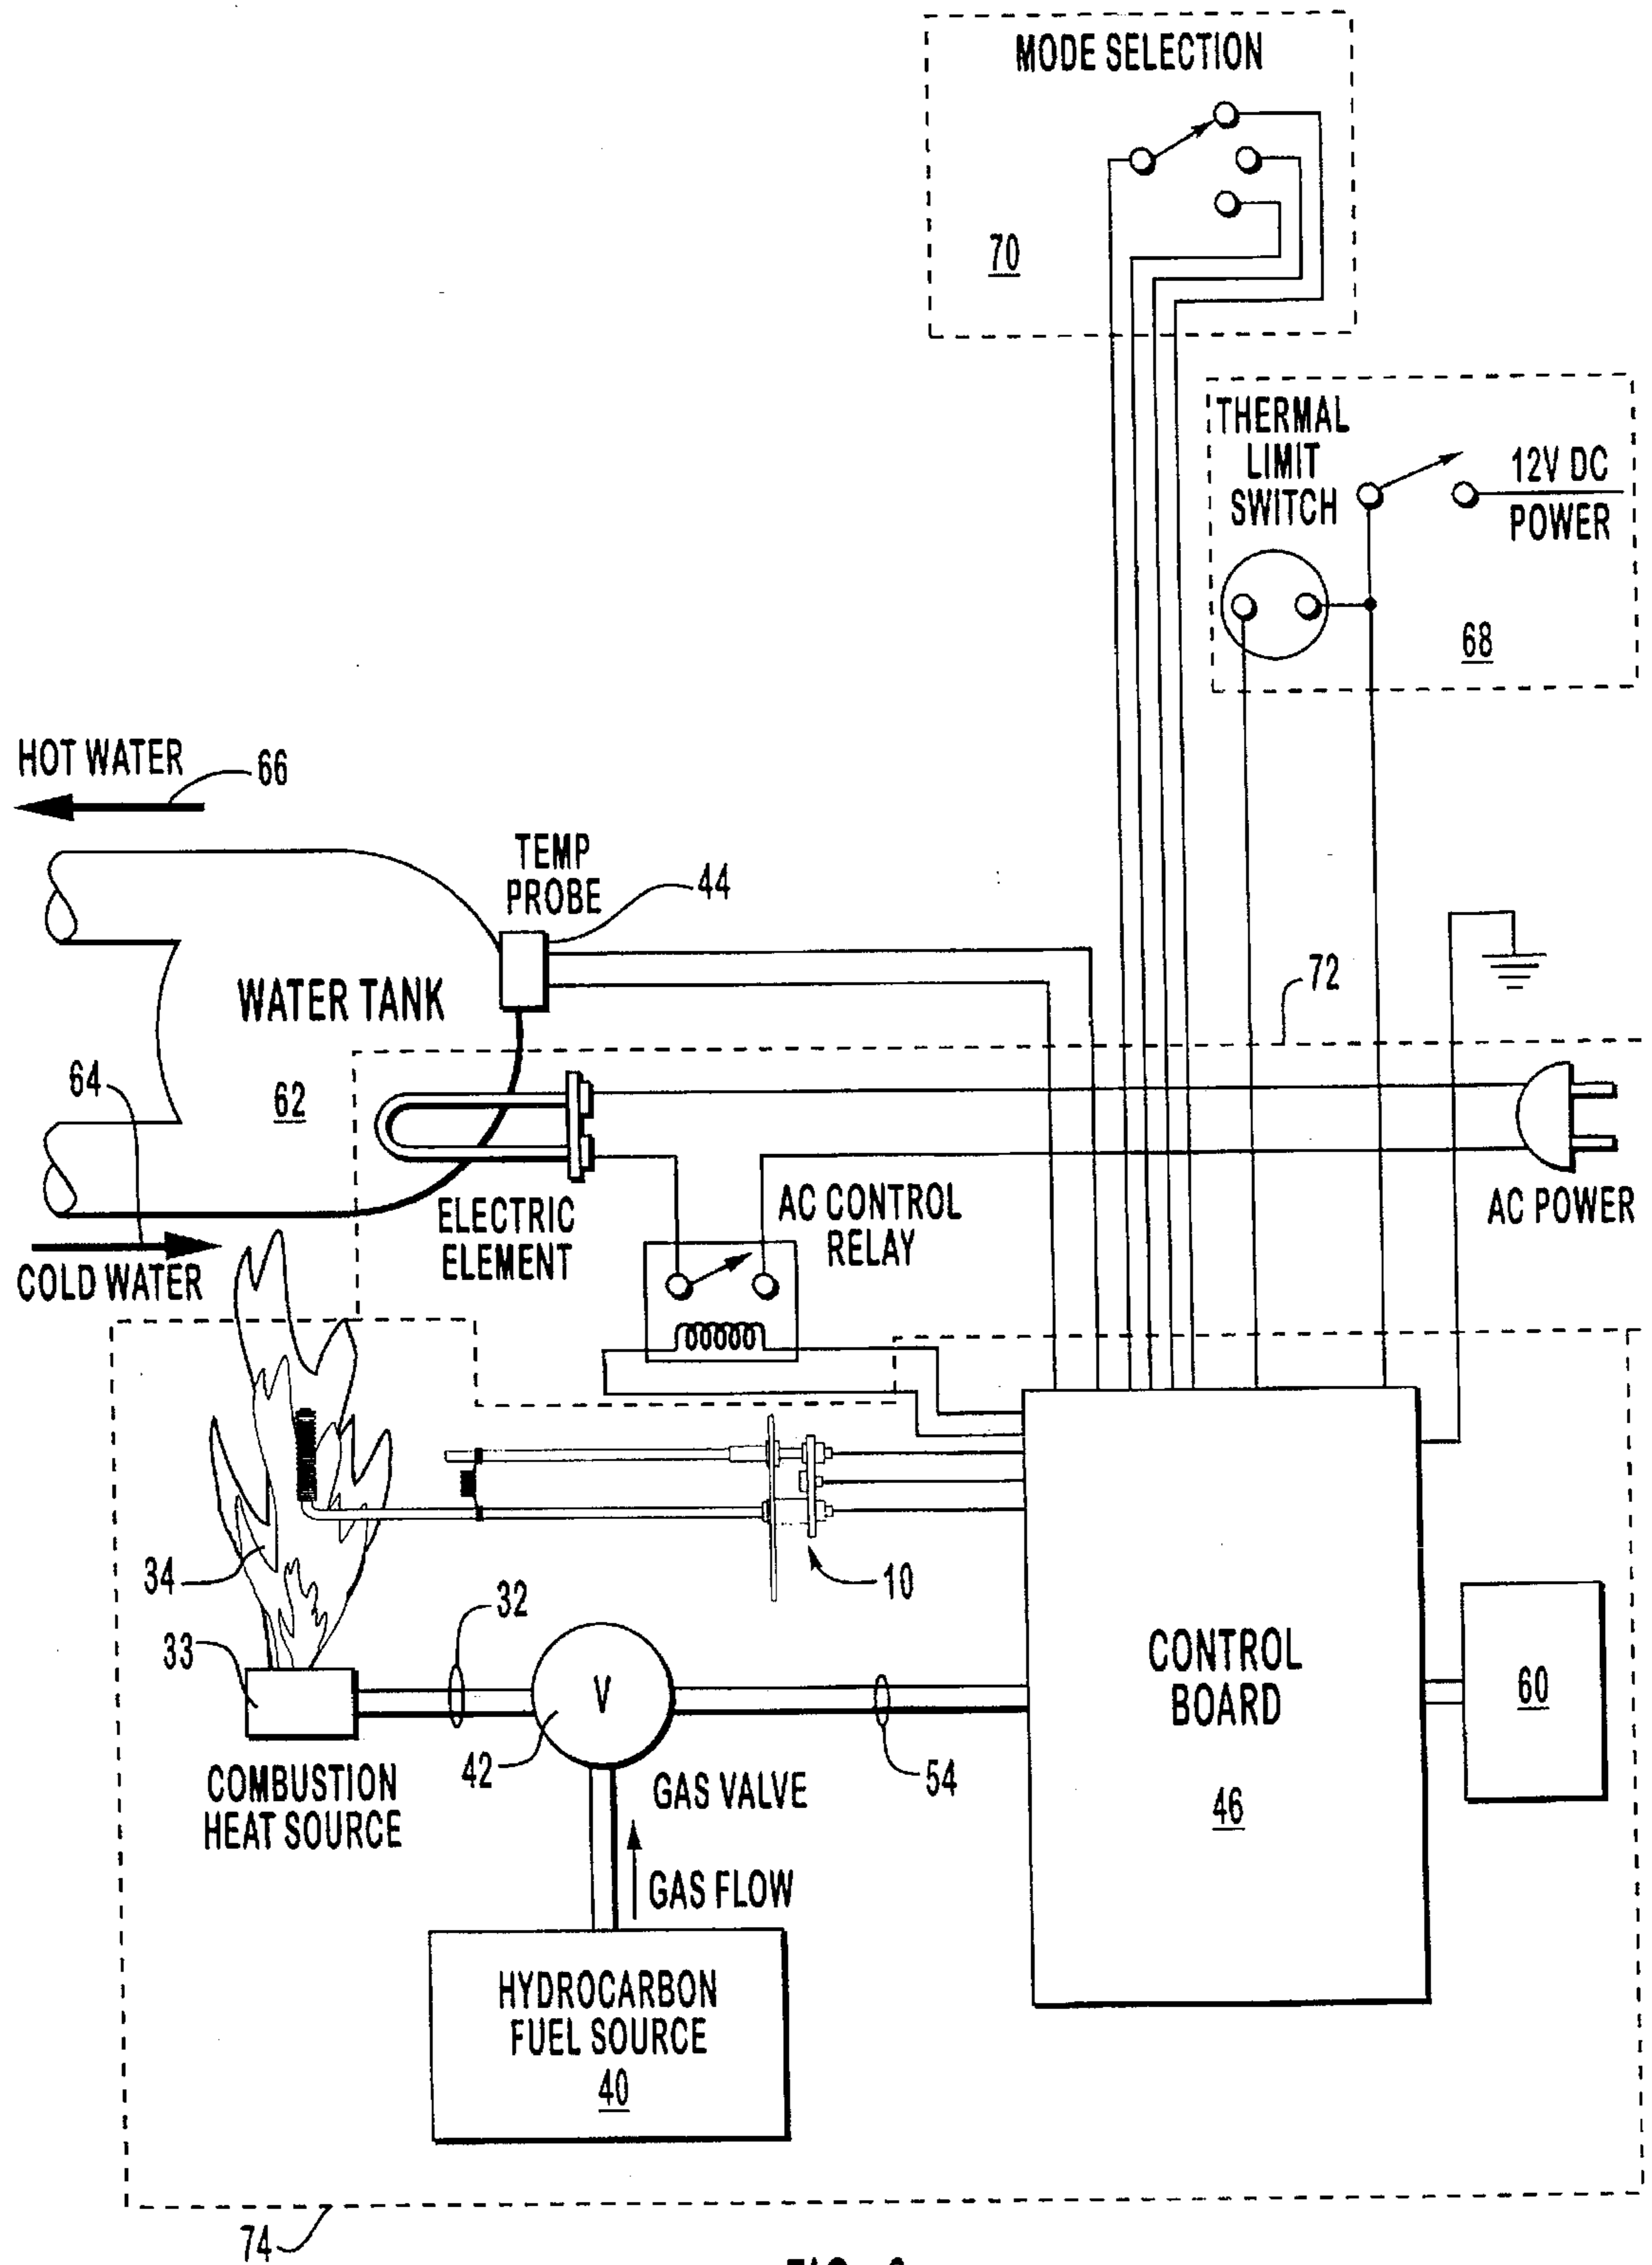 MODE SELECTION
70
THERMAL
LIMIT
SWITCH
12V DC
POWER
68
HOT WATER
66
TEMP
PROBE
44
WATER TANK
72
64
62
ELECTRIC
ELEMENT
AC CONTROL
RELAY
AC POWER
COLD WATER
34
10
32
33
V
CONTROL
BOARD
60
42
54
COMBUSTION
HEAT SOURCE
GAS VALVE
46
GAS FLOW
HYDROCARBON
FUEL SOURCE
40
74